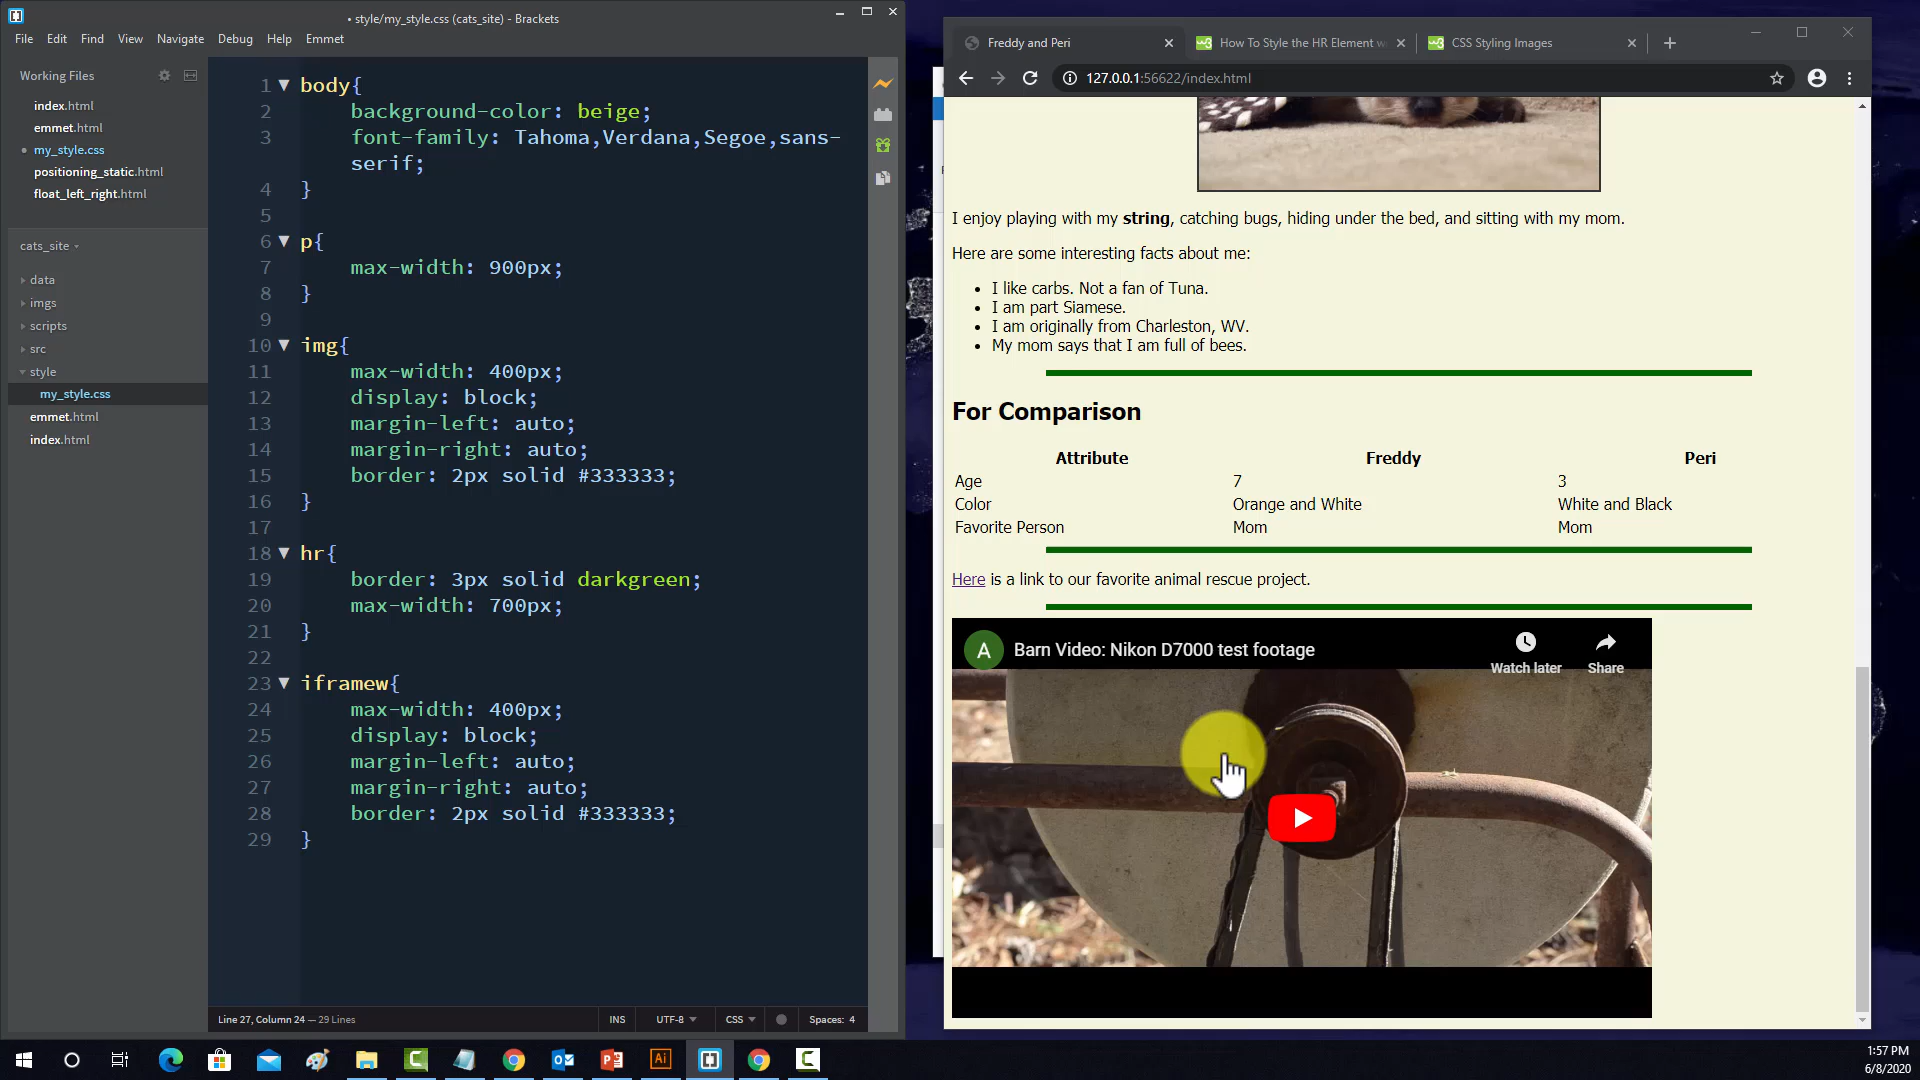 • style/my_style.css (cats_site) - Brackets
File Edit Find View Navigate Debug Help Emmet
Working Files
index.html
emmet.html
my_style.css
positioning_static.html
float_left_right.html
cats_site
data
imgs
scripts
src
style
my_style.css
emmet.html
index.html
1 body{
2 background-color: beige;
3 font-family: Tahoma,Verdana,Segoe,sans-
serif;
4 }
5
6 p{
7 max-width: 900px;
8 }
9
10 img{
11 max-width: 400px;
12 display: block;
13 margin-left: auto;
14 margin-right: auto;
15 border: 2px solid #333333;
16 }
17
18 hr{
19 border: 3px solid darkgreen;
20 max-width: 700px;
21 }
22
23 iframew{
24 max-width: 400px;
25 display: block;
26 margin-left: auto;
27 margin-right: auto;
28 border: 2px solid #333333;
29 }
Line 27, Column 24 — 29 Lines
INS UTF-8 CSS Spaces: 4
Freddy and Peri
How To Style the HR Element w
CSS Styling Images
127.0.0.1:56622/index.html
I enjoy playing with my string, catching bugs, hiding under the bed, and sitting with my mom.
Here are some interesting facts about me:
• I like carbs. Not a fan of Tuna.
• I am part Siamese.
• I am originally from Charleston, WV.
• My mom says that I am full of bees.
For Comparison
Attribute Freddy Peri
Age 7 3
Color Orange and White White and Black
Favorite Person Mom Mom
Here is a link to our favorite animal rescue project.
A Barn Video: Nikon D7000 test footage
Watch later Share
1:57 PM
6/8/2020